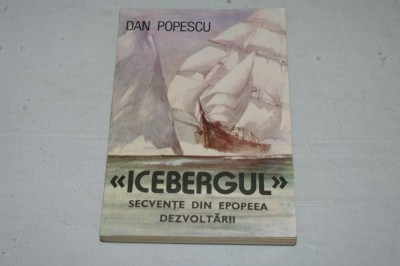 DAN POPESCU
«ICEBERGUL»
SECVENȚE DIN EPOPEEA
DEZVOLTĂRII